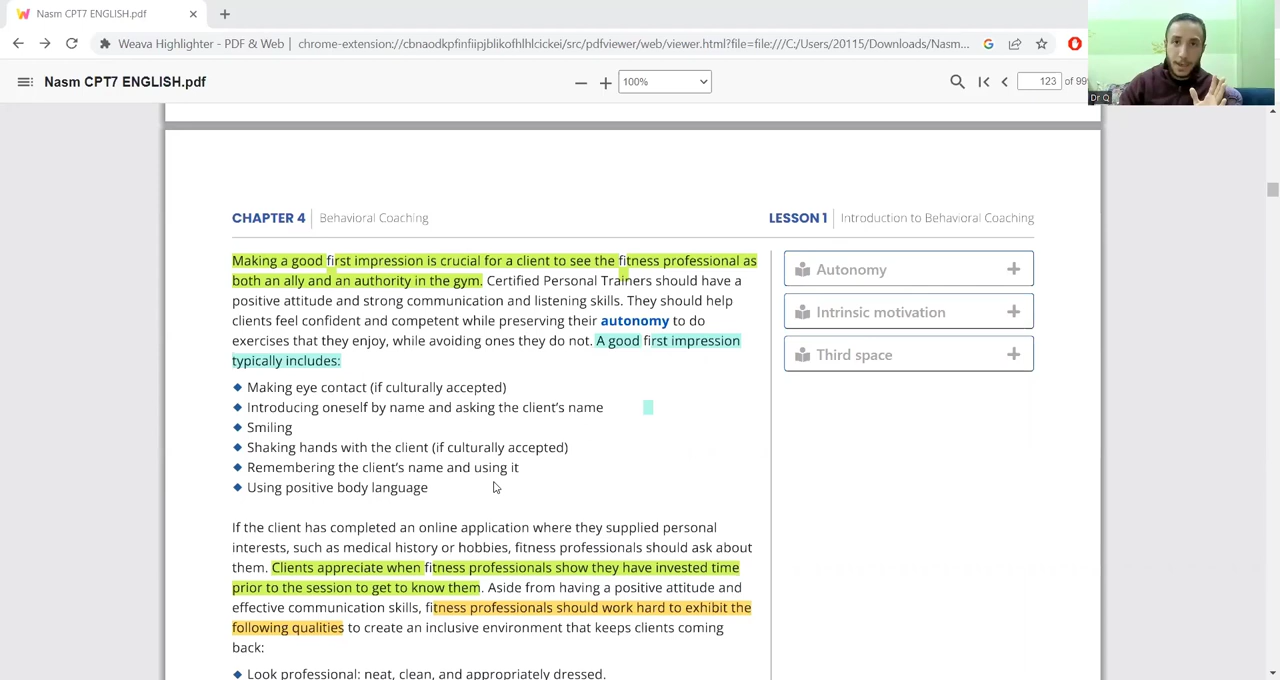 Nasm CPT7 ENGLISH.pdf
Weava Highlighter - PDF & Web | chrome-extension://cbnaodkpfinfiipjblikofhlhlcickei/src/pdfviewer/web/viewer.html?file=file:///C:/Users/20115/Downloads/Nasm...
Nasm CPT7 ENGLISH.pdf
100%
123 of 99
Dr Q
CHAPTER 4 | Behavioral Coaching
LESSON 1 | Introduction to Behavioral Coaching
Making a good first impression is crucial for a client to see the fitness professional as
both an ally and an authority in the gym. Certified Personal Trainers should have a
positive attitude and strong communication and listening skills. They should help
clients feel confident and competent while preserving their autonomy to do
exercises that they enjoy, while avoiding ones they do not. A good first impression
typically includes:
◆ Making eye contact (if culturally accepted)
◆ Introducing oneself by name and asking the client's name
◆ Smiling
◆ Shaking hands with the client (if culturally accepted)
◆ Remembering the client's name and using it
◆ Using positive body language
If the client has completed an online application where they supplied personal
interests, such as medical history or hobbies, fitness professionals should ask about
them. Clients appreciate when fitness professionals show they have invested time
prior to the session to get to know them. Aside from having a positive attitude and
effective communication skills, fitness professionals should work hard to exhibit the
following qualities to create an inclusive environment that keeps clients coming
back:
◆ Look professional: neat, clean, and appropriately dressed.
Autonomy
Intrinsic motivation
Third space